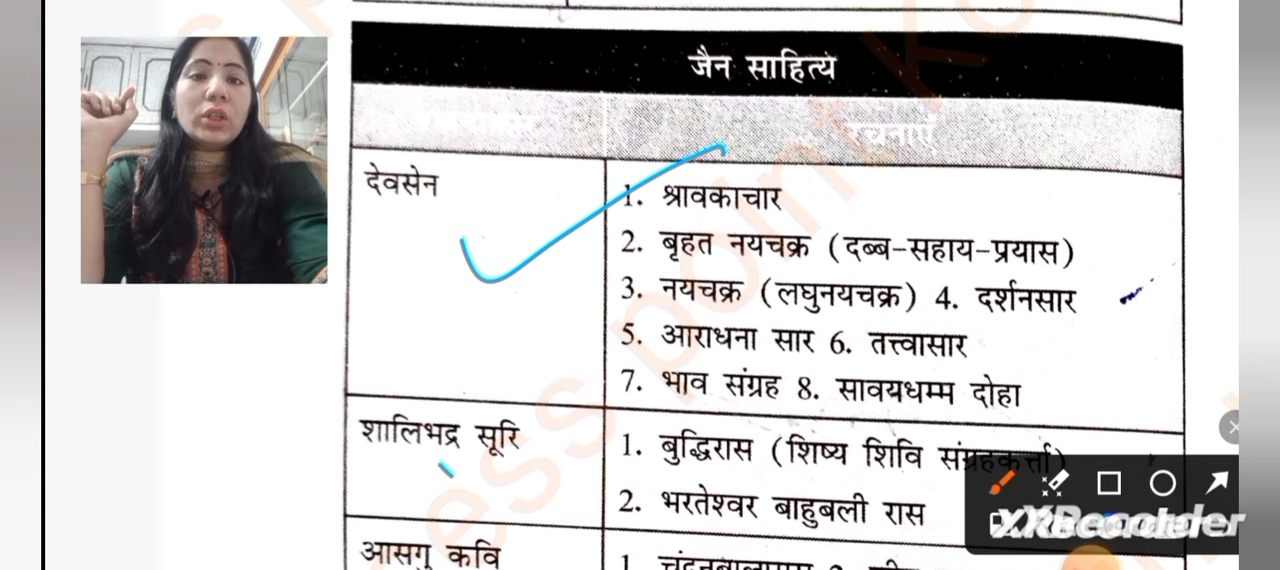 जैन साहित्य
रचनाएँ
देवसेन
1. श्रावकाचार
2. बृहत नयचक्र (दब्ब-सहाय-प्रयास)
3. नयचक्र (लघुनयचक्र) 4. दर्शनसार
5. आराधना सार 6. तत्त्वासार
7. भाव संग्रह 8. सावयधम्म दोहा
शालिभद्र सूरि
1. बुद्धिरास (शिष्य शिवि संग्रहकर्त्ता)
2. भरतेश्वर बाहुबली रास
आसगु कवि
XRecorder